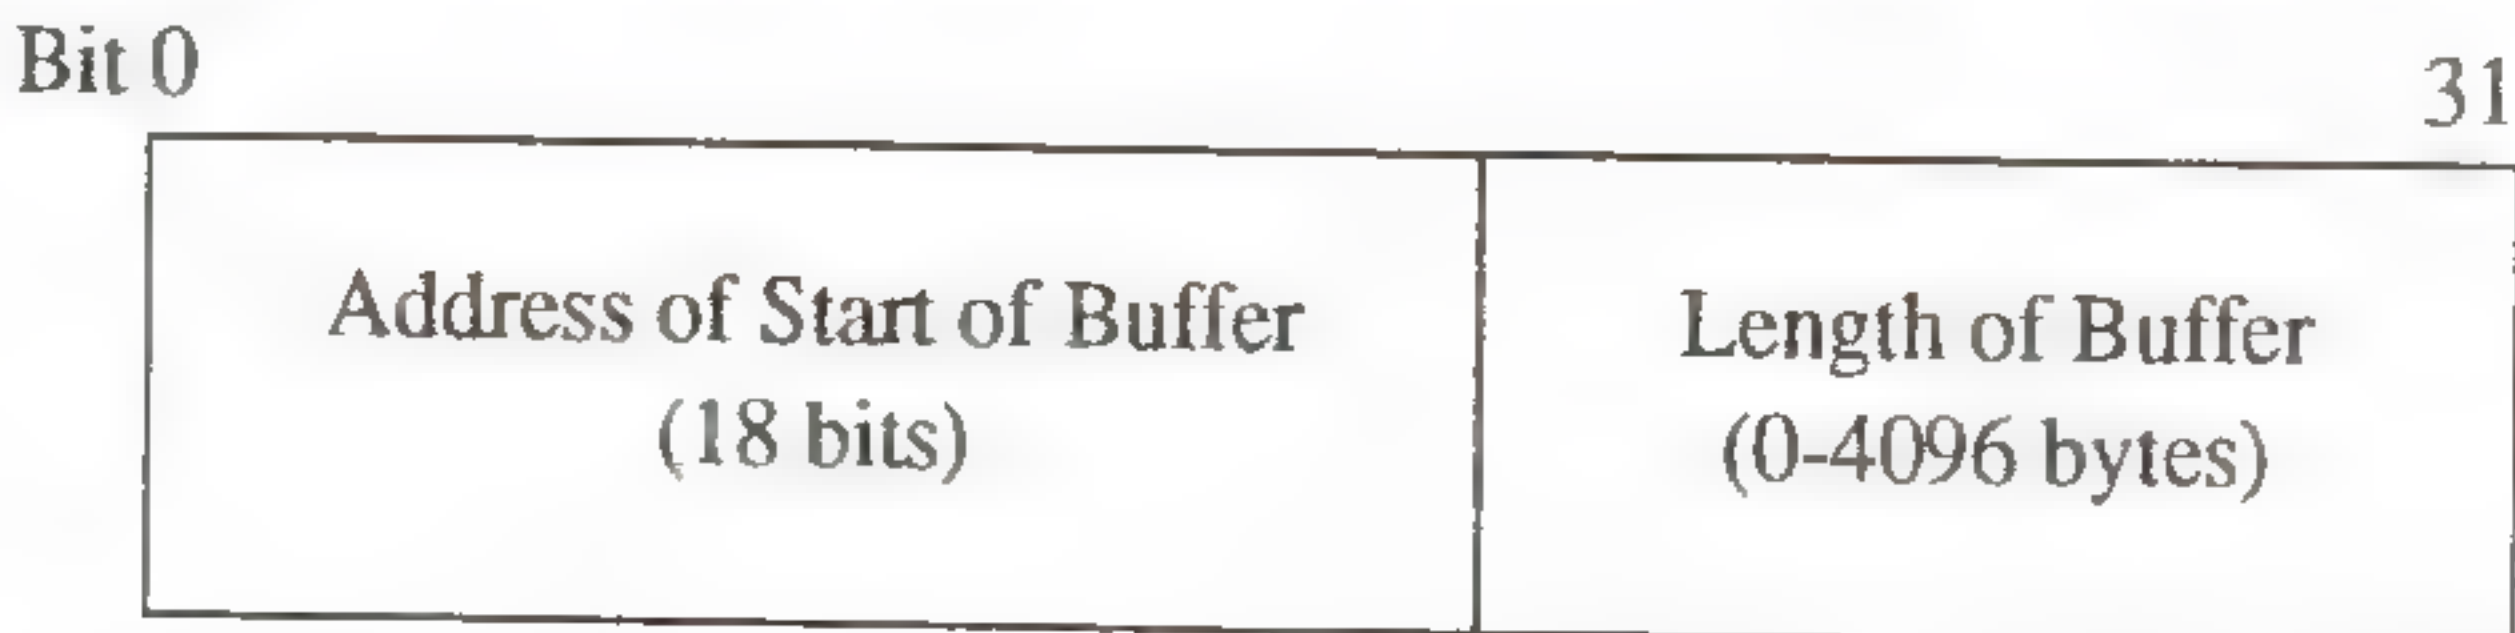 Bit 0
31
Address of Start of Buffer
(18 bits)
Length of Buffer
(0-4096 bytes)